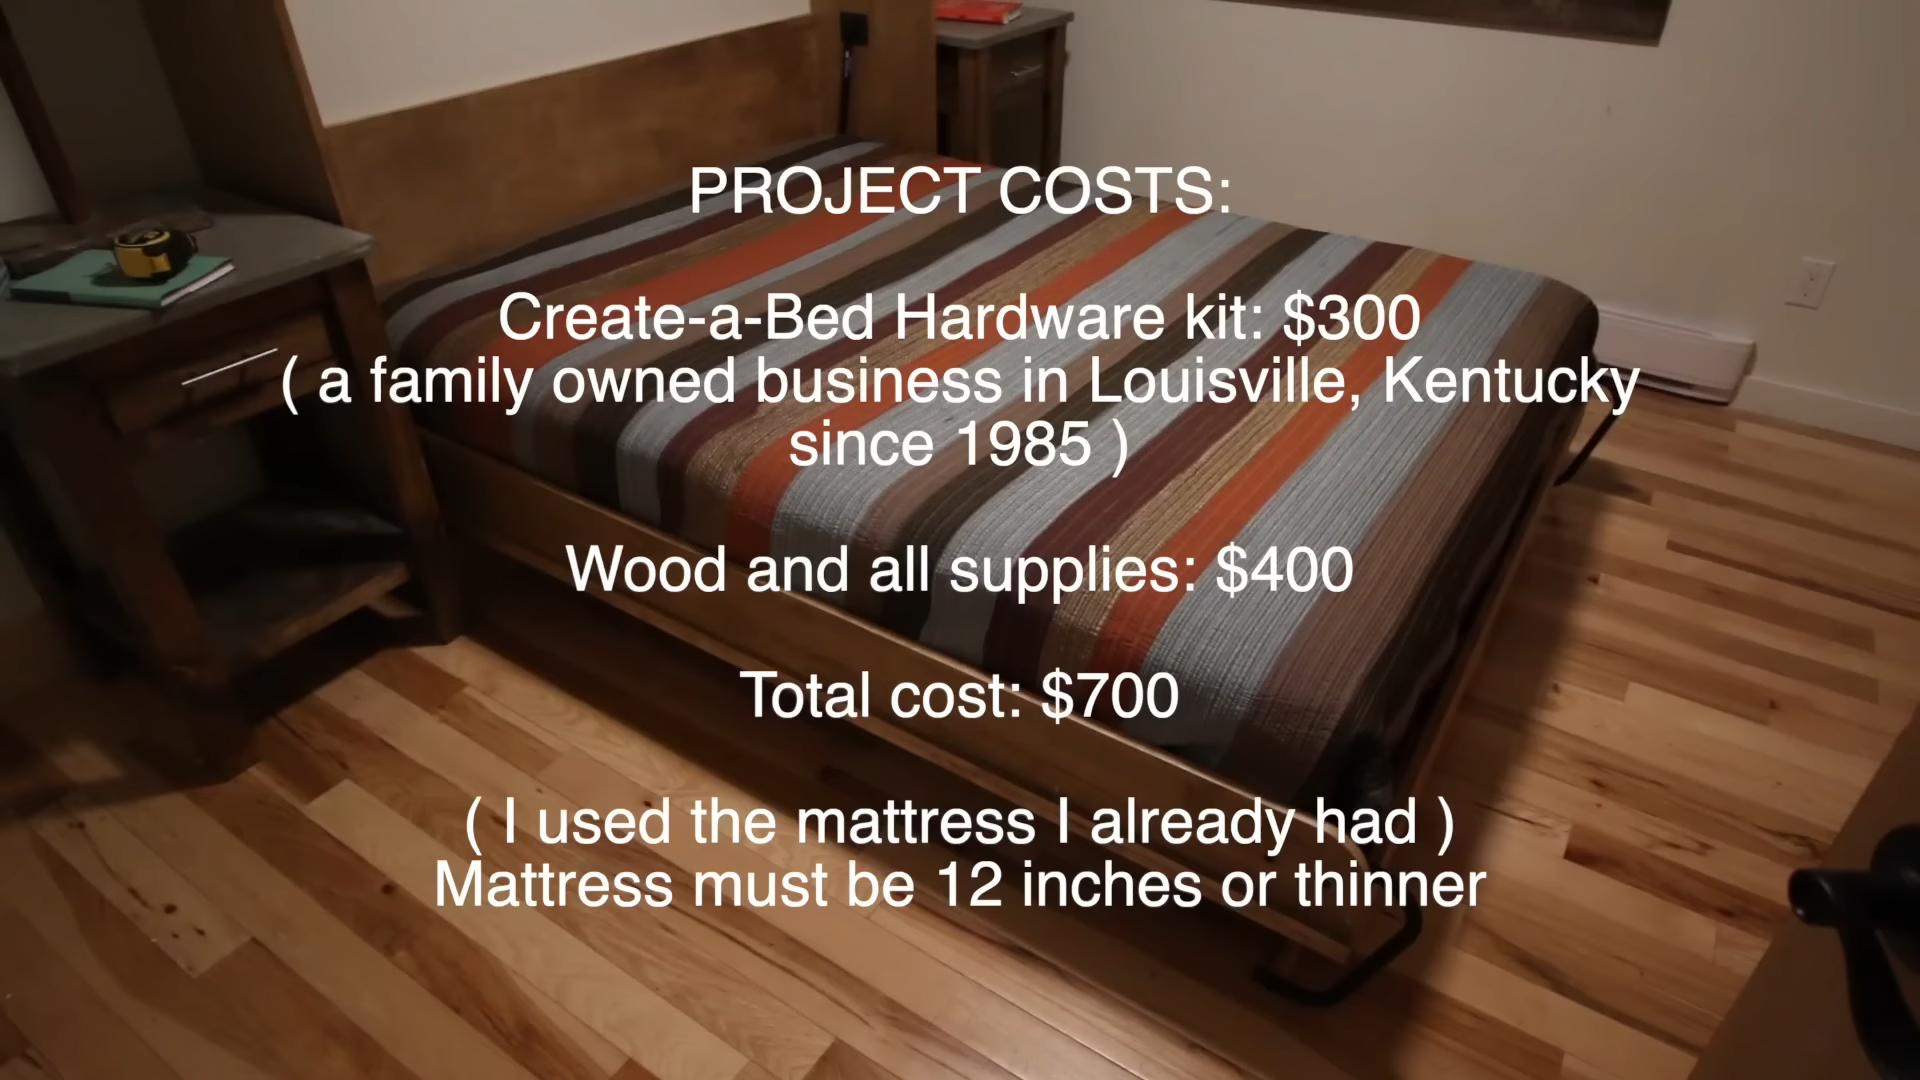 PROJECT COSTS:
Create-a-Bed Hardware kit: $300
( a family owned business in Louisville, Kentucky
since 1985 )
Wood and all supplies: $400
Total cost: $700
( I used the mattress I already had )
Mattress must be 12 inches or thinner